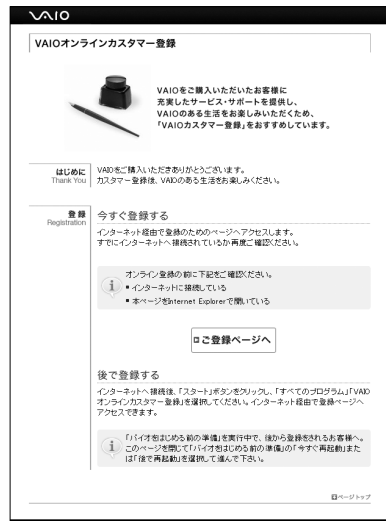 VAIO
VAIOオンラインカスタマー登録
VAIOをご購入いただいたお客様に
充実したサービス・サポートを提供し、
VAIOのある生活をお楽しみいただくため、
「VAIOカスタマー登録」をおすすめしています。
はじめに
Thank You
VAIOをご購入いただきありがとうございます。
カスタマー登録後、VAIOのある生活をお楽しみください。
登録
Registration
今すぐ登録する
インターネット経由で登録のためのページへアクセスします。
すでにインターネットへ接続されているか再度ご確認ください。
オンライン登録の前に下記をご確認ください。
■ インターネットに接続している
■ 本ページをInternet Explorerで開いている
ご登録ページへ
後で登録する
インターネットへ接続後、「スタート」ボタンをクリックし、「すべてのプログラム」「VAIO
オンラインカスタマー登録」を選択してください。インターネット経由で登録ページへ
アクセスできます。
「バイオをはじめる前の準備」を実行中で、後から登録をされるお客様へ。
このページを閉じて「バイオをはじめる前の準備」の「今すぐ再起動」また
は「後で再起動」を選択して進んで下さい。
ページトップ